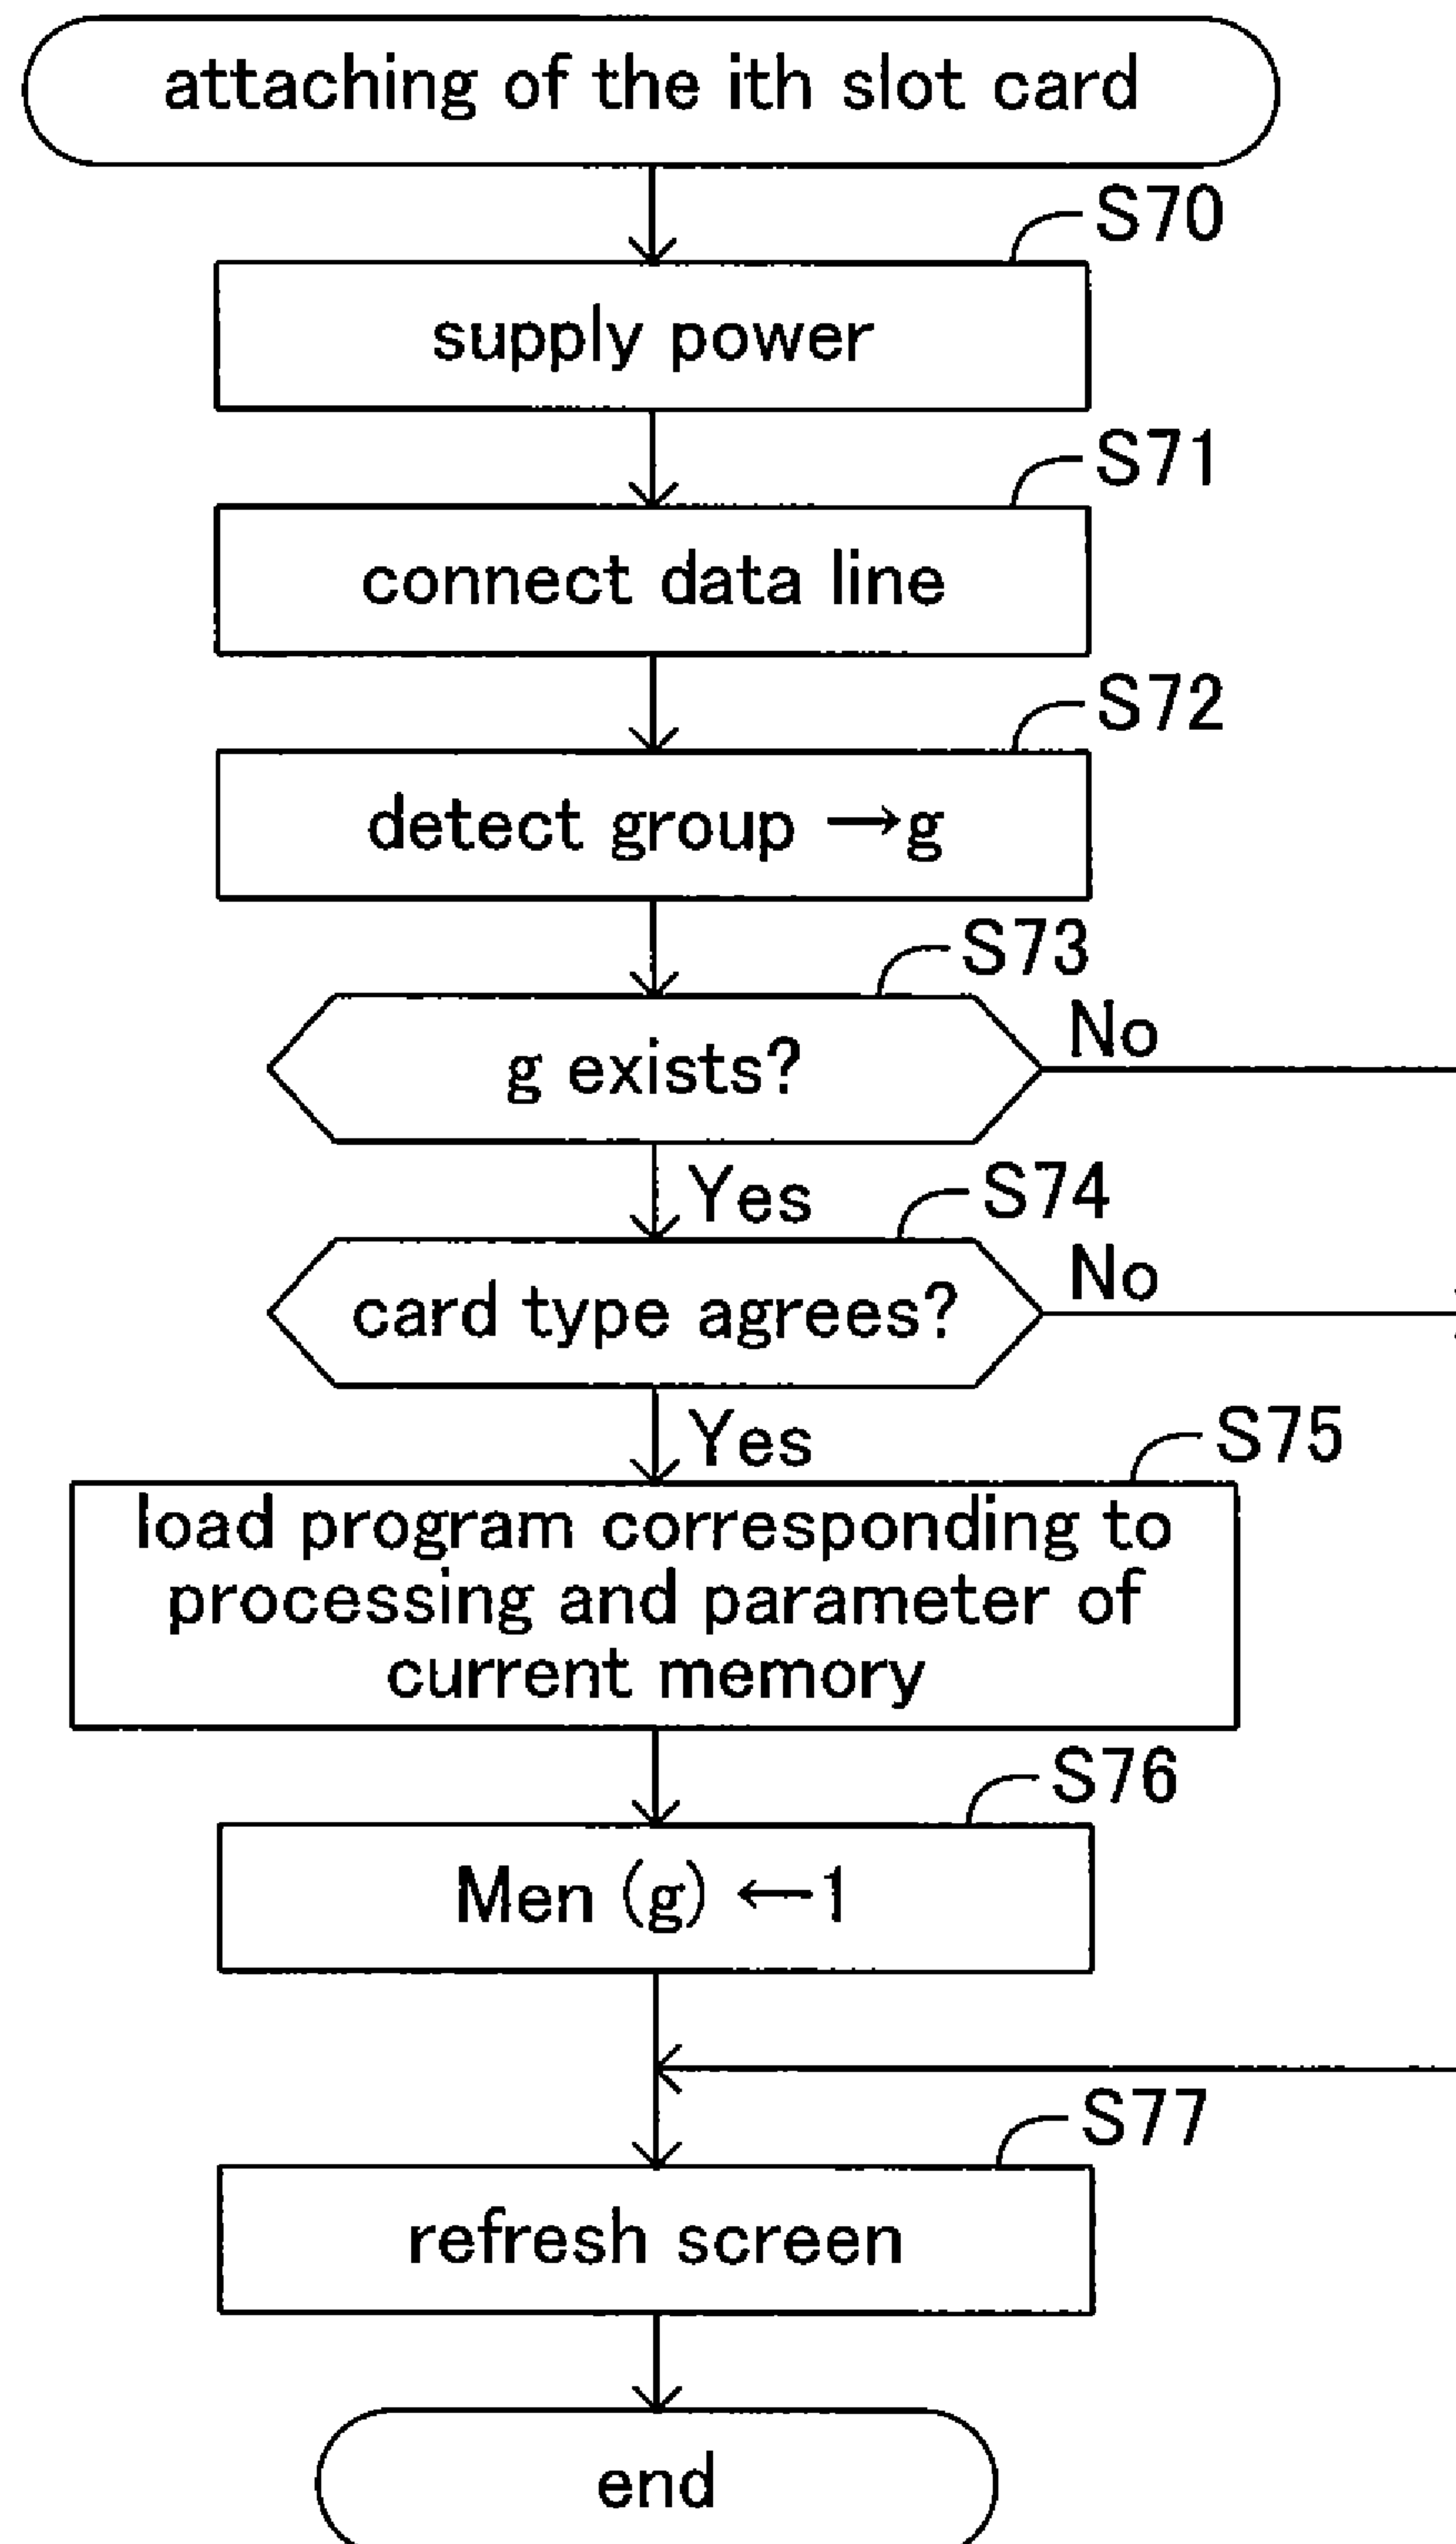 attaching of the ith slot card
S70
supply power
S71
connect data line
S72
detect group →g
S73
g exists?
No
Yes
S74
card type agrees?
No
Yes
S75
load program corresponding to
processing and parameter of
current memory
S76
Men (g) ←1
S77
refresh screen
end